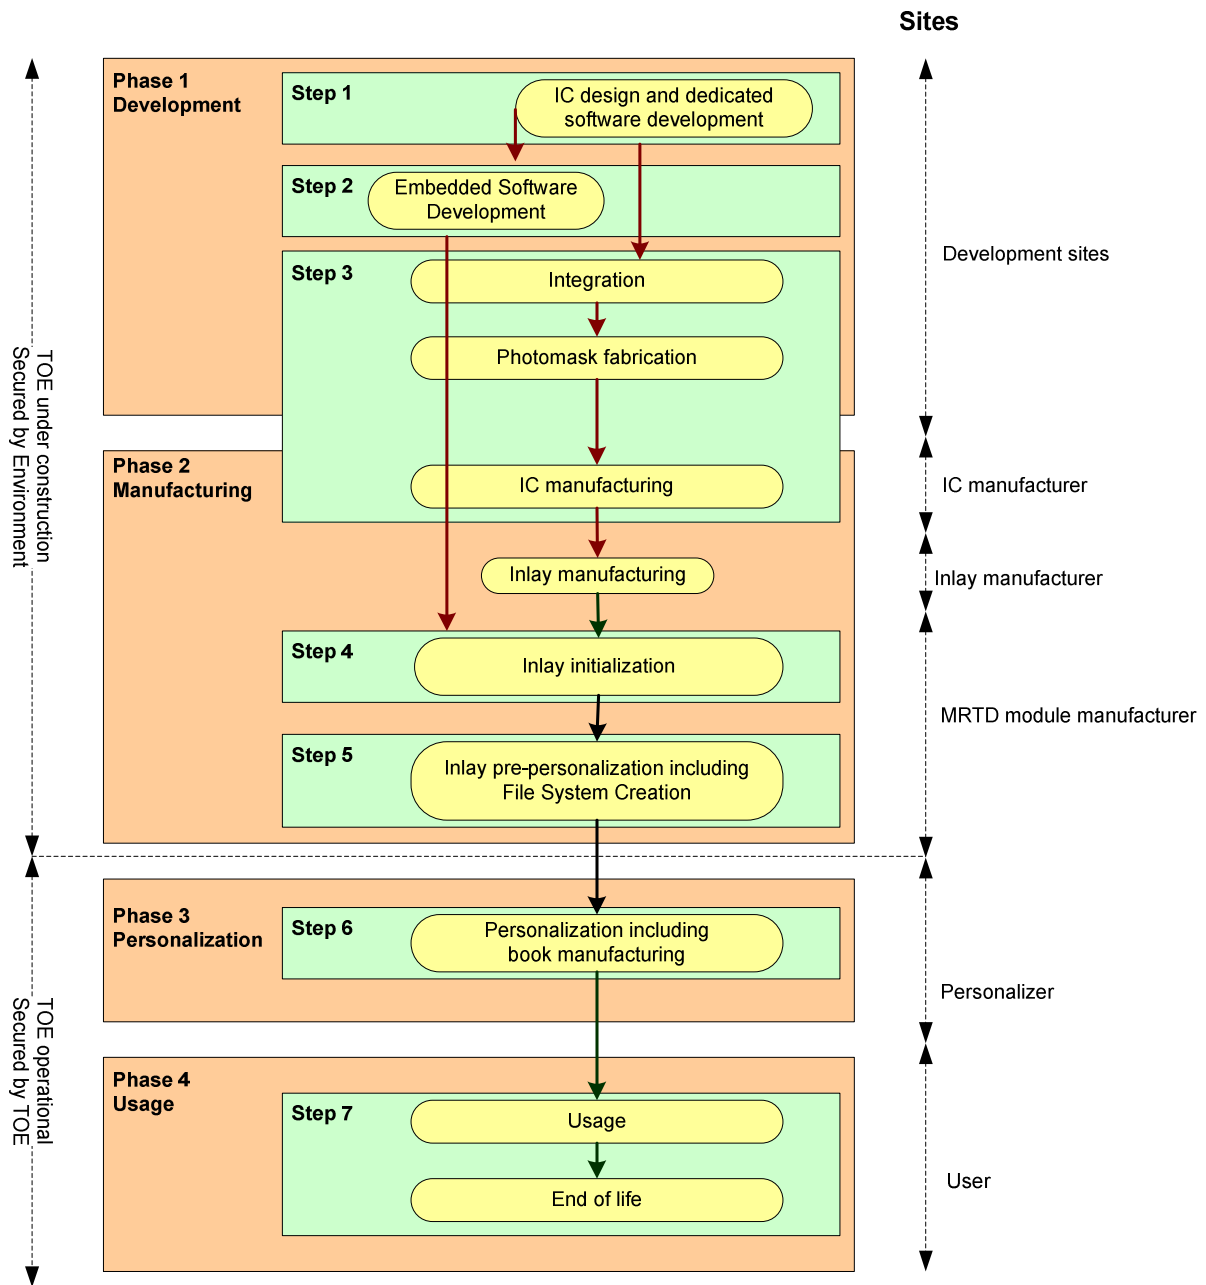 Sites
Phase 1
Development
Step 1
IC design and dedicated
software development
Step 2
Embedded Software
Development
Step 3
Integration
Development sites
Photomask fabrication
TOE under construction
Secured by Environment
Phase 2
Manufacturing
IC manufacturing
IC manufacturer
Inlay manufacturing
Inlay manufacturer
Step 4
Inlay initialization
MRTD module manufacturer
Step 5
Inlay pre-personalization including
File System Creation
Phase 3
Personalization
Step 6
Personalization including
book manufacturing
Personalizer
TOE operational
Secured by TOE
Phase 4
Usage
Step 7
Usage
User
End of life